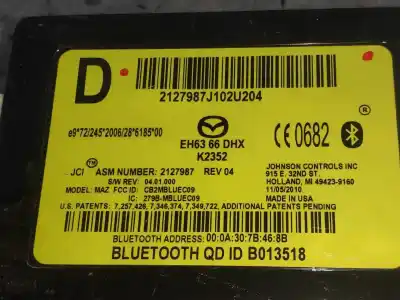 D
2127987J102U204
e9*72/245*2006/28*6185*00
EH63 66 DHX
K2352
CE 0682
JCI™ ASM NUMBER: 2127987 REV 04
S/W REV: 04.01.000
MODEL: MAZ FCC ID: CB2MBLUEC09
IC: 279B-MBLUEC09
JOHNSON CONTROLS INC
915 E. 32ND ST.
HOLLAND, MI 49423-9160
11/05/2010
MADE IN USA
U.S. PATENTS: 7,257,426, 7,346,374, 7,349,722, ADDITIONAL PATENTS PENDING
BLUETOOTH ADDRESS: 00:0A:30:7B:46:8B
BLUETOOTH QD ID B013518